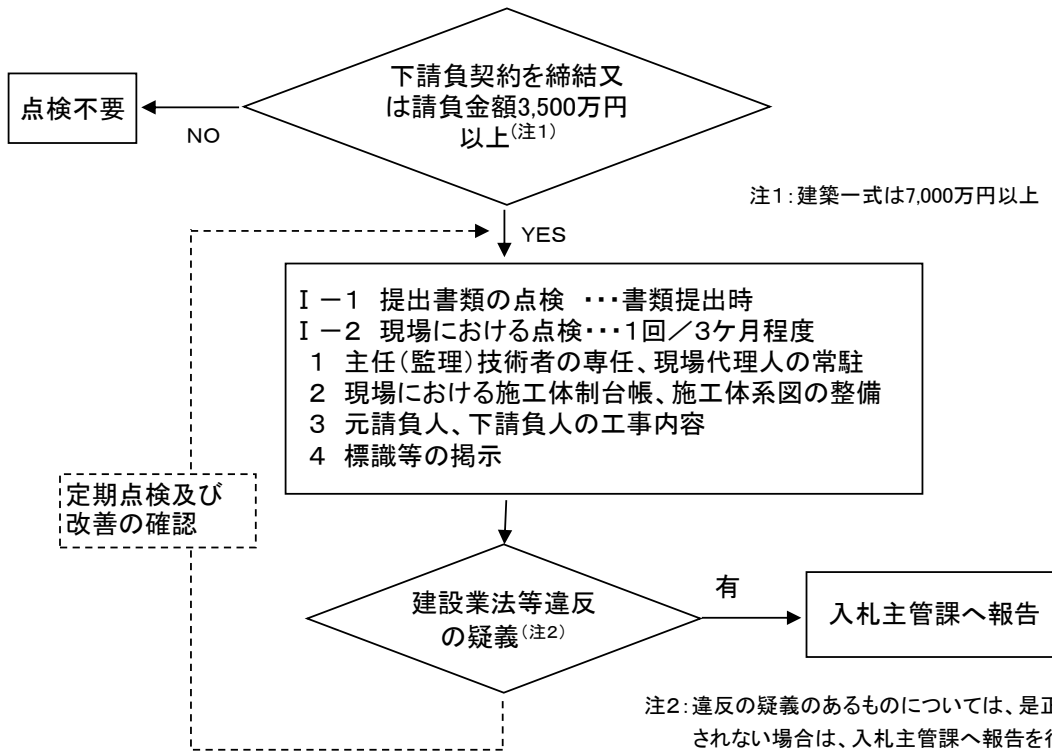 下請負契約を締結又
は請負金額3,500万円
以上(注1)
点検不要
NO
注1:建築一式は7,000万円以上
YES
Ⅰ－1 提出書類の点検 ・・・書類提出時
Ⅰ－2 現場における点検・・・1回／3ケ月程度
1 主任(監理)技術者の専任、現場代理人の常駐
2 現場における施工体制台帳、施工体系図の整備
3 元請負人、下請負人の工事内容
4 標識等の掲示
定期点検及び
改善の確認
建設業法等違反
の疑義(注2)
有
入札主管課へ報告
注2:違反の疑義のあるものについては、是正
されない場合は、入札主管課へ報告を行